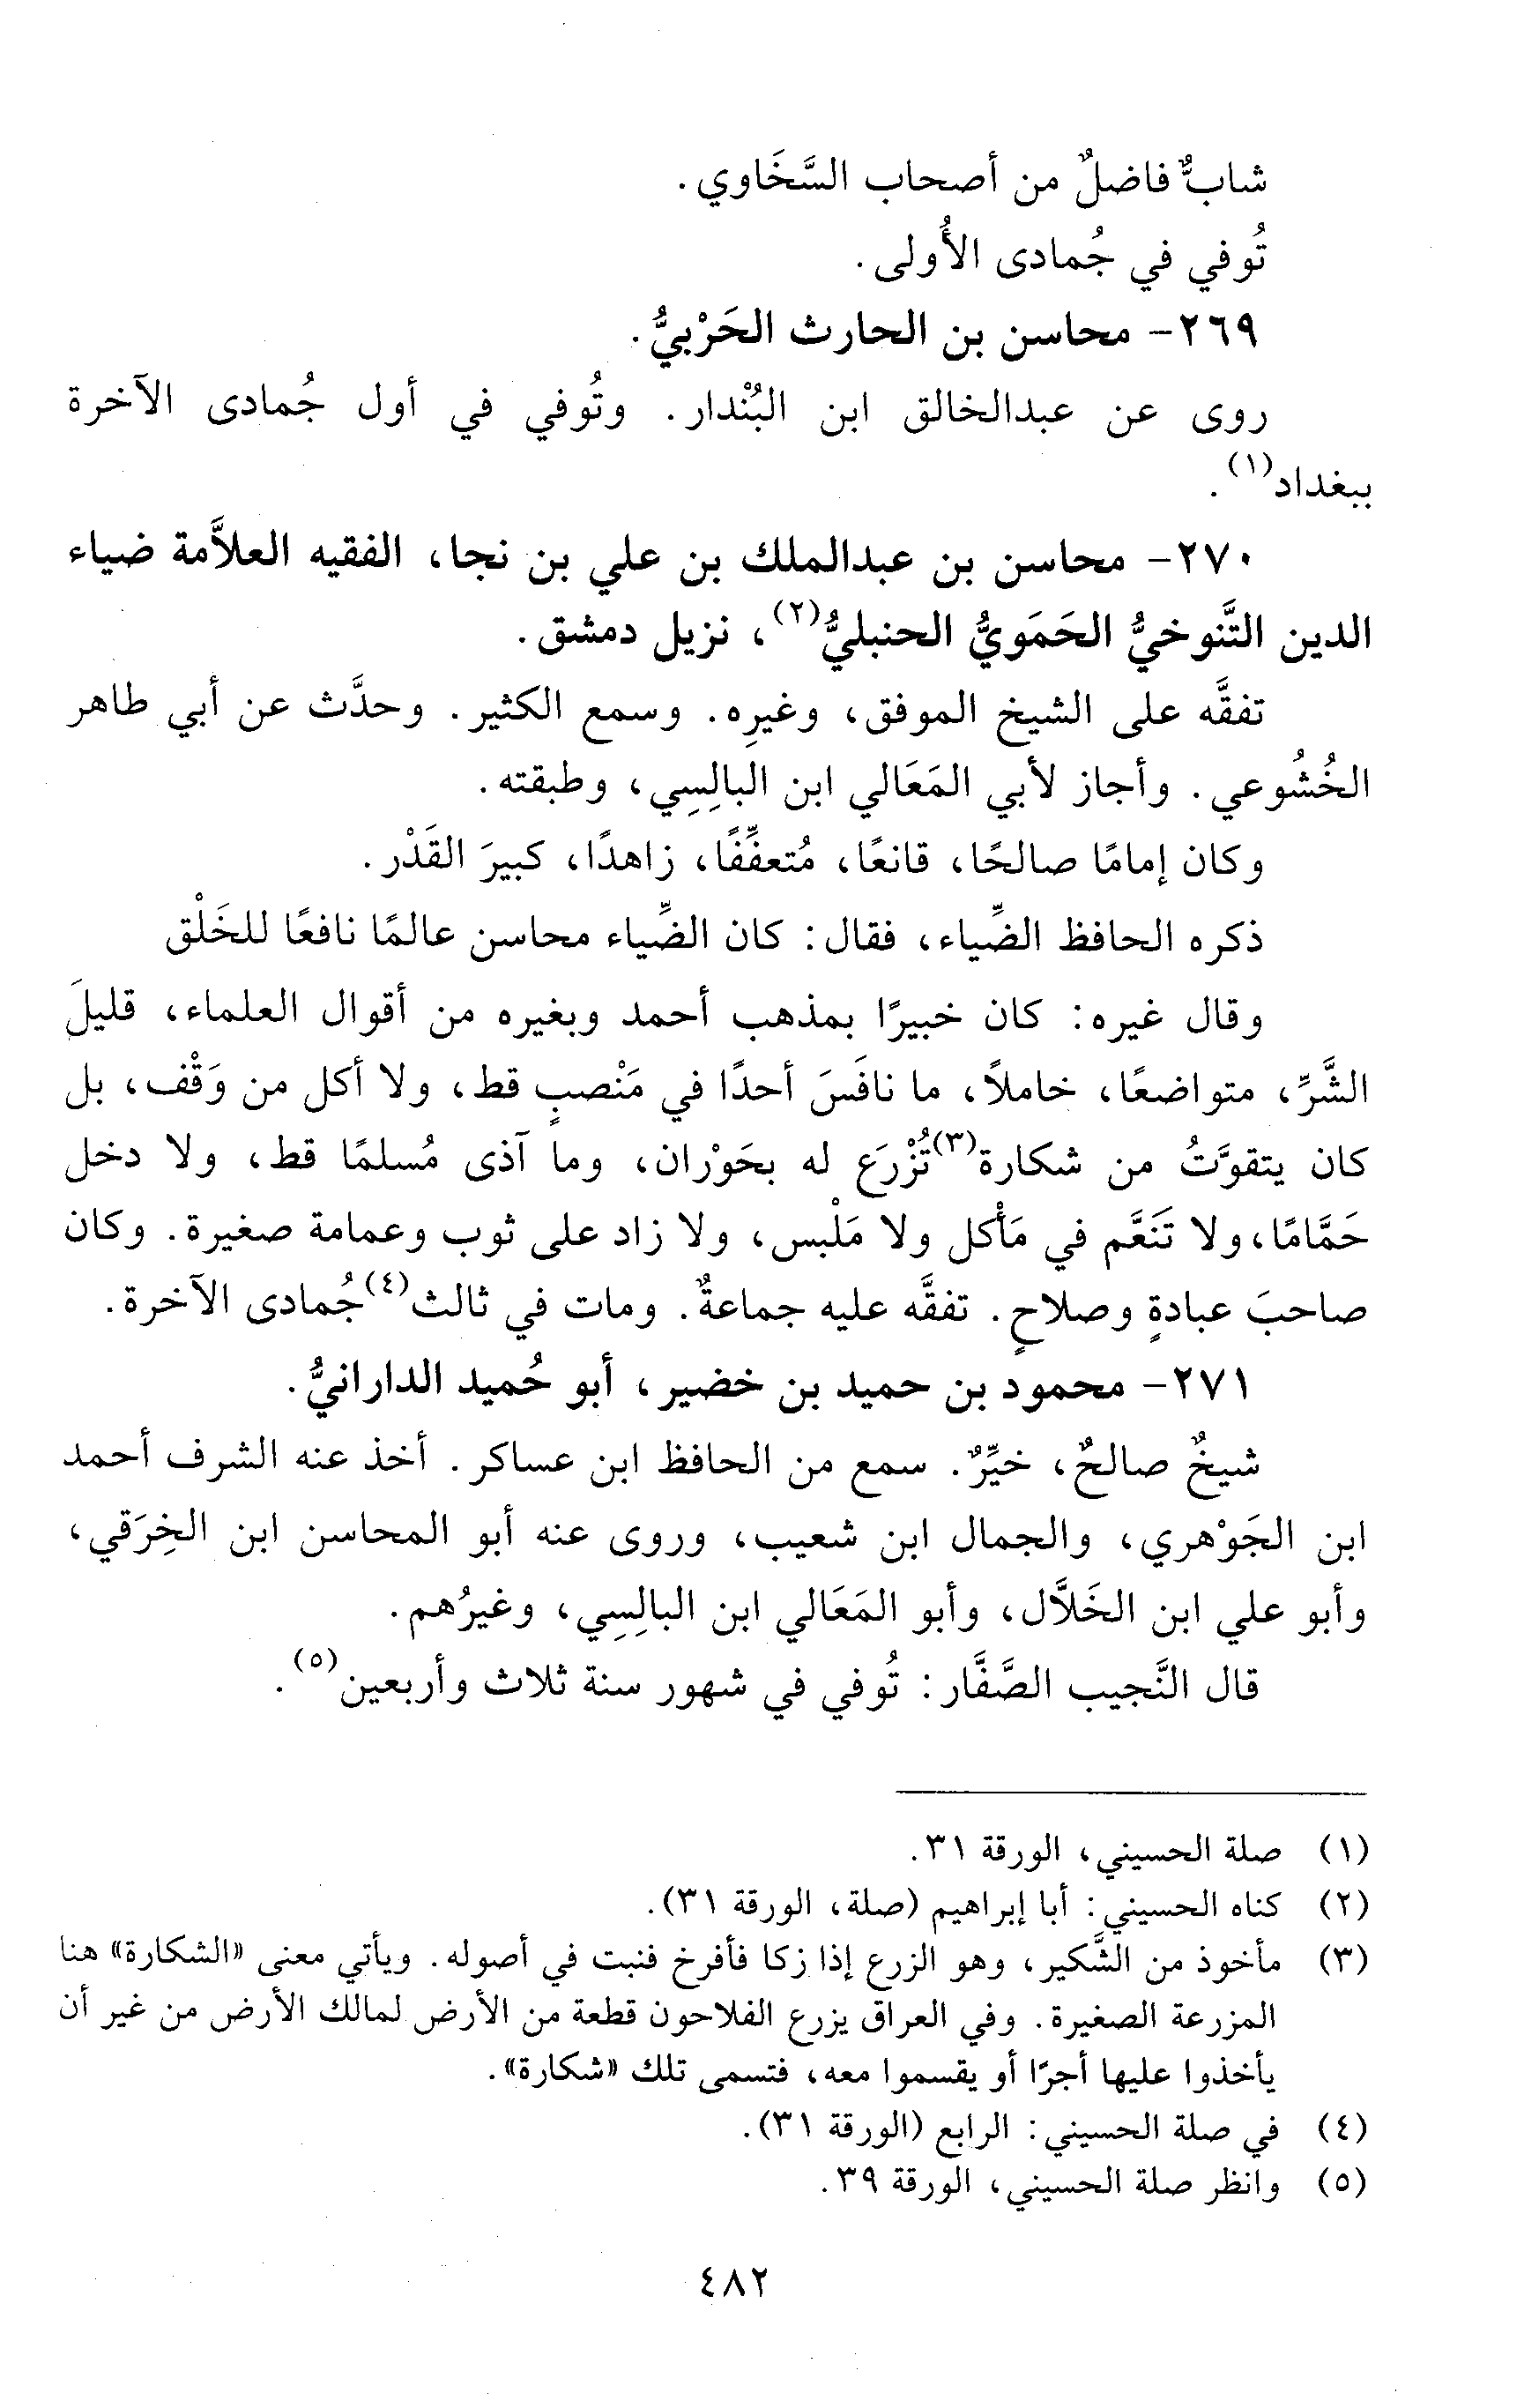 شابٌّ فاضلٌ من أصحاب السَّخَاوي.
تُوفي في جُمادى الأُولى.
٢٦٩- محاسن بن الحارث الحَرْبيُّ.
روى عن عبدالخالق ابن البُنْدار. وتُوفي في أول جُمادى الآخرة
ببغداد(١).
٢٧٠- محاسن بن عبدالملك بن علي بن نجا، الفقيه العلاَّمة ضياء
الدين التَّنوخيُّ الحَمَويُّ الحنبليُّ(٢)، نزيل دمشق.
تفقَّه على الشيخ الموفق، وغيرِه. وسمع الكثير. وحدَّث عن أبي طاهر
الخُشُوعي. وأجاز لأبي المَعَالي ابن البالِسِي، وطبقته.
وكان إمامًا صالحًا، قانعًا، مُتعفِّفًا، زاهدًا، كبيرَ القَدْر.
ذكره الحافظ الضِّياء، فقال: كان الضِّياء محاسن عالمًا نافعًا للخَلْق
وقال غيره: كان خبيرًا بمذهب أحمد وبغيره من أقوال العلماء، قليلَ
الشَّرِّ، متواضعًا، خاملاً، ما نافَسَ أحدًا في مَنْصبٍ قط، ولا أكل من وَقْف، بل
كان يتقوَّتُ من شكارة(٣) تُزْرَع له بحَوْران، وما آذى مُسلمًا قط، ولا دخل
حَمَّامًا، ولا تَنَعَّم في مَأْكل ولا مَلْبس، ولا زاد على ثوب وعمامة صغيرة. وكان
صاحبَ عبادةٍ وصلاحٍ. تفقَّه عليه جماعةٌ. ومات في ثالث(٤) جُمادى الآخرة.
٢٧١- محمود بن حميد بن خضير، أبو حُميد الدارانيُّ.
شيخٌ صالحٌ، خيِّرٌ. سمع من الحافظ ابن عساكر. أخذ عنه الشرف أحمد
ابن الجَوْهري، والجمال ابن شعيب، وروى عنه أبو المحاسن ابن الخِرَقي،
وأبو علي ابن الخَلَّال، وأبو المَعَالي ابن البالِسِي، وغيرُهم.
قال النَّجيب الصَّفَّار: تُوفي في شهور سنة ثلاث وأربعين(٥).
(١) صلة الحسيني، الورقة ٣١.
(٢) كناه الحسيني: أبا إبراهيم (صلة، الورقة ٣١).
(٣) مأخوذ من الشَّكير، وهو الزرع إذا زكا فأفرخ فنبت في أصوله. ويأتي معنى «الشكارة» هنا
المزرعة الصغيرة. وفي العراق يزرع الفلاحون قطعة من الأرض لمالك الأرض من غير أن
يأخذوا عليها أجرًا أو يقسموا معه، فتسمى تلك «شكارة».
(٤) في صلة الحسيني: الرابع (الورقة ٣١).
(٥) وانظر صلة الحسيني، الورقة ٣٩.
٤٨٢